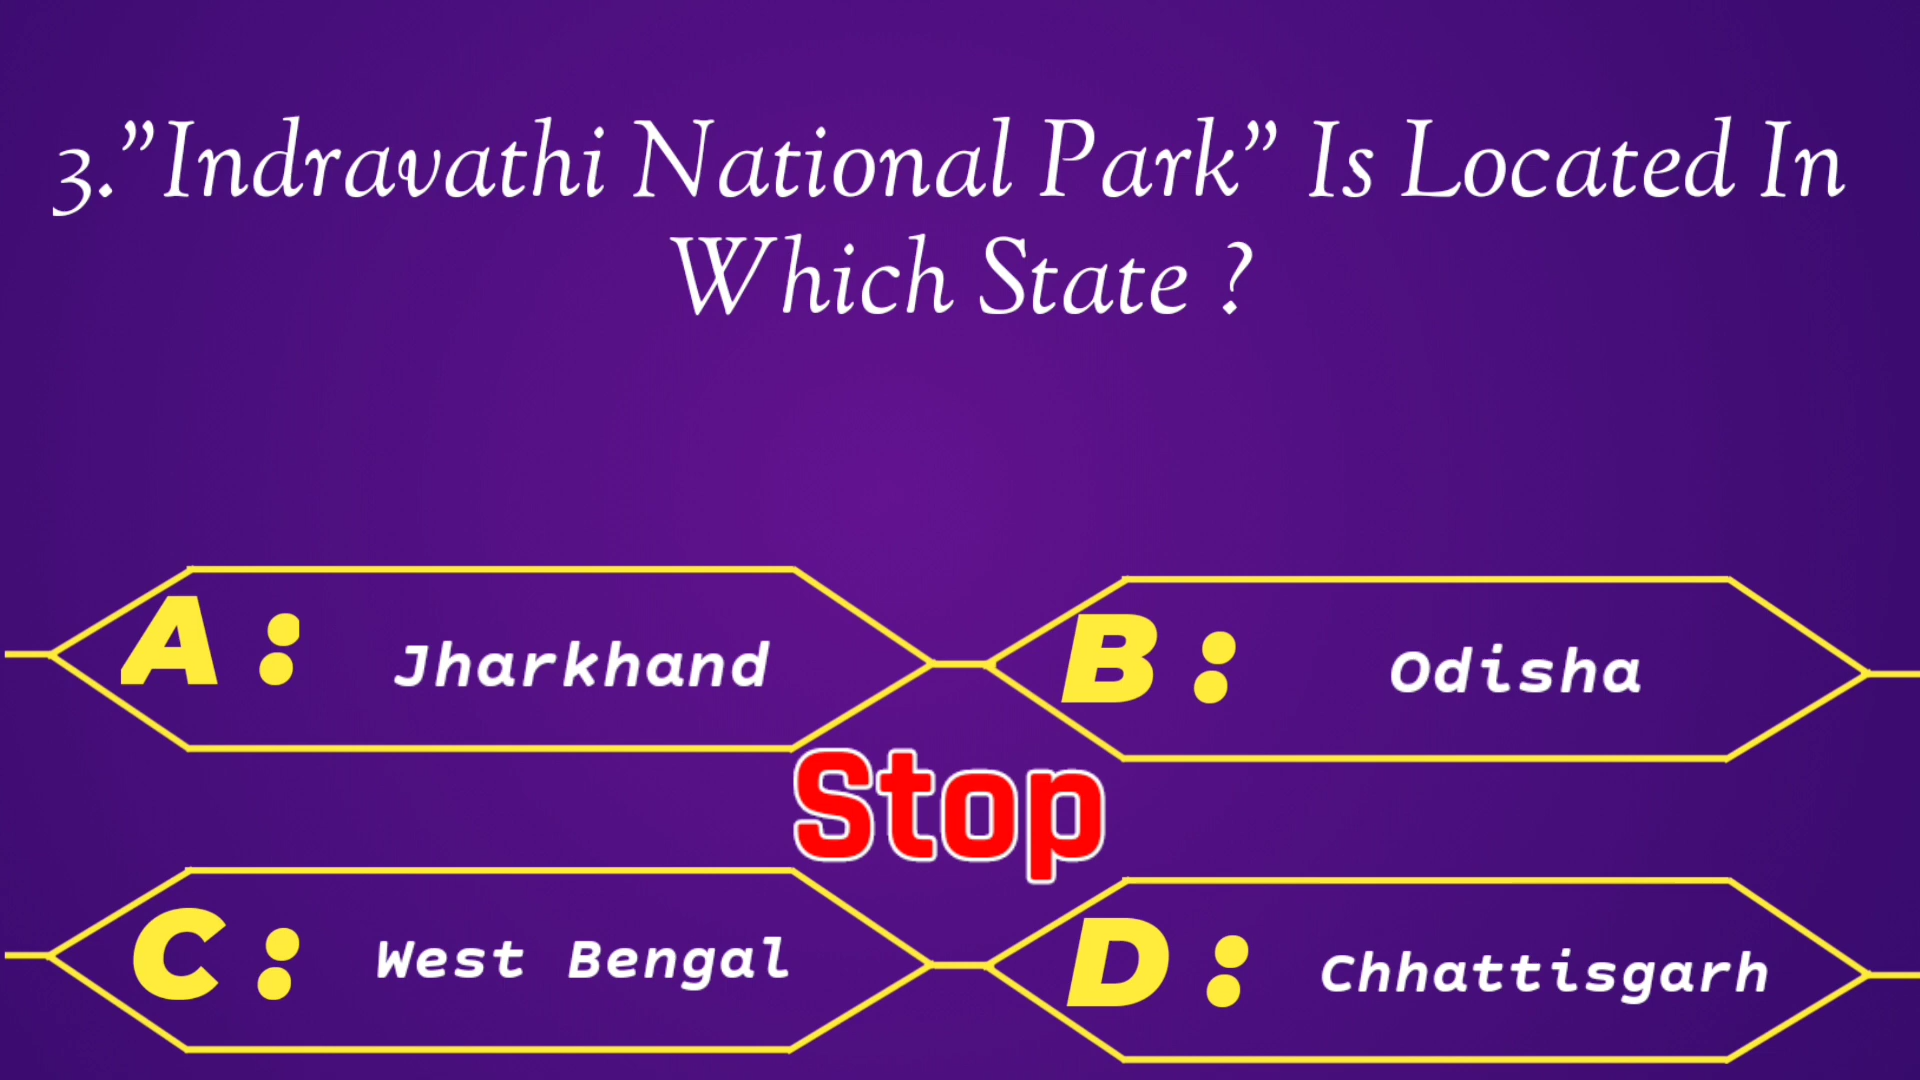 3.”Indravathi National Park” Is Located In
Which State ?
A : Jharkhand
B : Odisha
Stop
C : West Bengal
D : Chhattisgarh